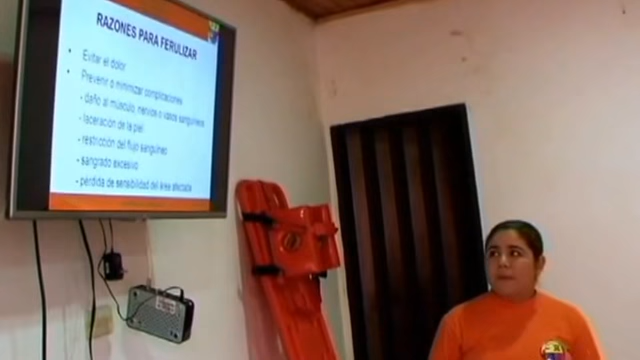 RAZONES PARA FERULIZAR
• Evitar el dolor
• Prevenir o minimizar complicaciones
- daño al músculo, nervios o vasos sanguíneos
- laceración de la piel
- restricción del flujo sanguíneo
- sangrado excesivo
- pérdida de sensibilidad del área afectada